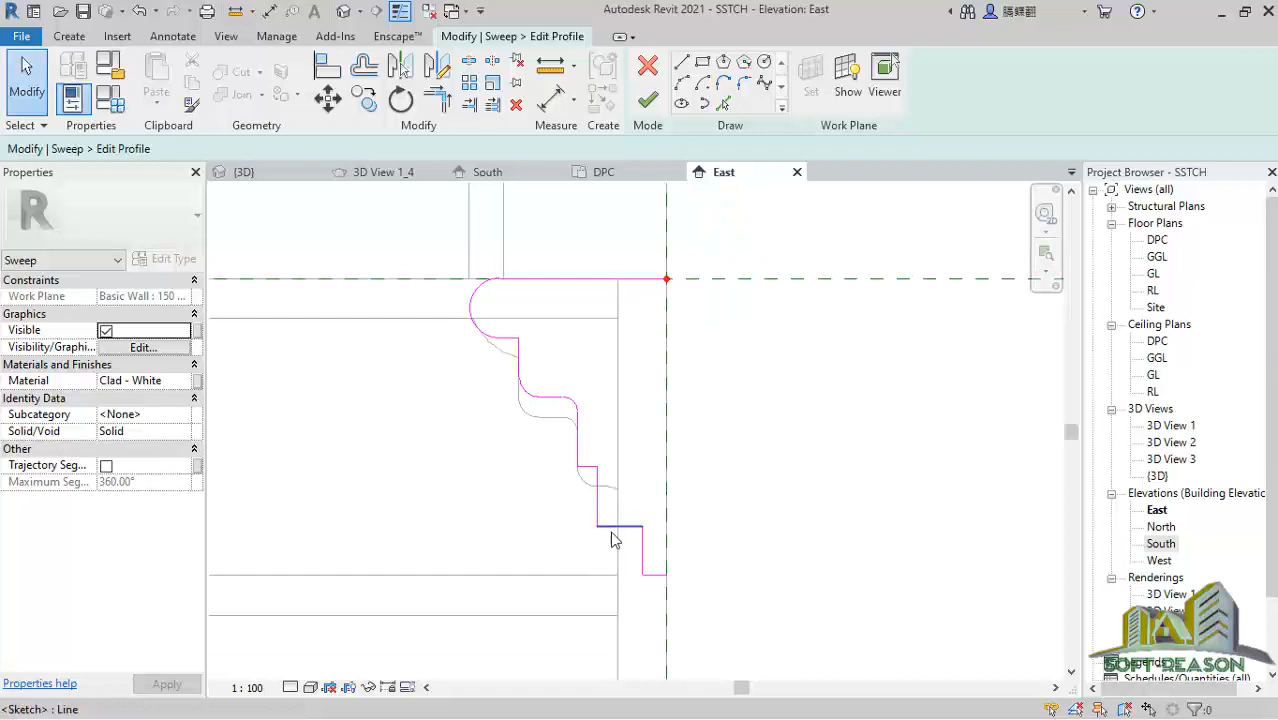 Autodesk Revit 2021 - SSTCH - Elevation: East
File Create Insert Annotate View Manage Add-Ins Enscape™ Modify | Sweep > Edit Profile
Modify Paste Cut Join Create Set Show Viewer
Select Properties Clipboard Geometry Modify Measure Create Mode Draw Work Plane
Modify | Sweep > Edit Profile
Properties
{3D} 3D View 1_4 South DPC East
Project Browser - SSTCH
Sweep Edit Type
Constraints
Work Plane Basic Wall : 150 ...
Graphics
Visible
Visibility/Graphi... Edit...
Materials and Finishes
Material Clad - White
Identity Data
Subcategory <None>
Solid/Void Solid
Other
Trajectory Seg...
Maximum Seg... 360.00°
Properties help Apply
Views (all)
Structural Plans
Floor Plans
DPC
GGL
GL
RL
Site
Ceiling Plans
DPC
GGL
GL
RL
3D Views
3D View 1
3D View 2
3D View 3
{3D}
Elevations (Building Elevatio
East
North
South
West
Renderings
3D View 1
Schedules/Quantities (all)
SOFT REASON
1 : 100
<Sketch> : Line
:0